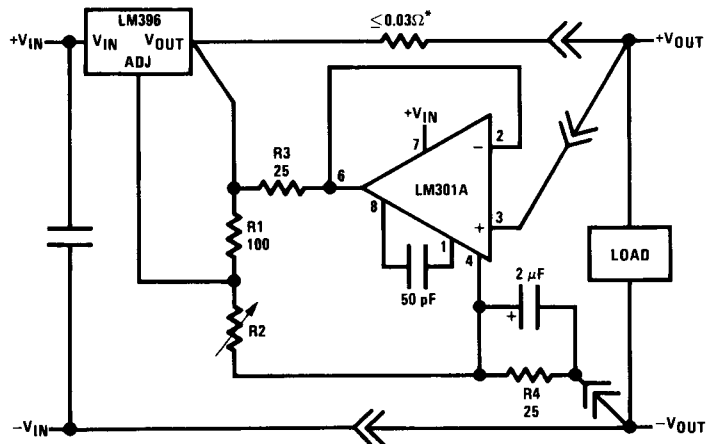 LM396
≤0.03Ω*
+VIN
VIN VOUT
+VOUT
ADJ
+VIN
2
7
−
R3
25
6
LM301A
8
3
+
R1
100
1
4
LOAD
50 pF
2 μF
+
R2
R4
25
−VIN
−VOUT